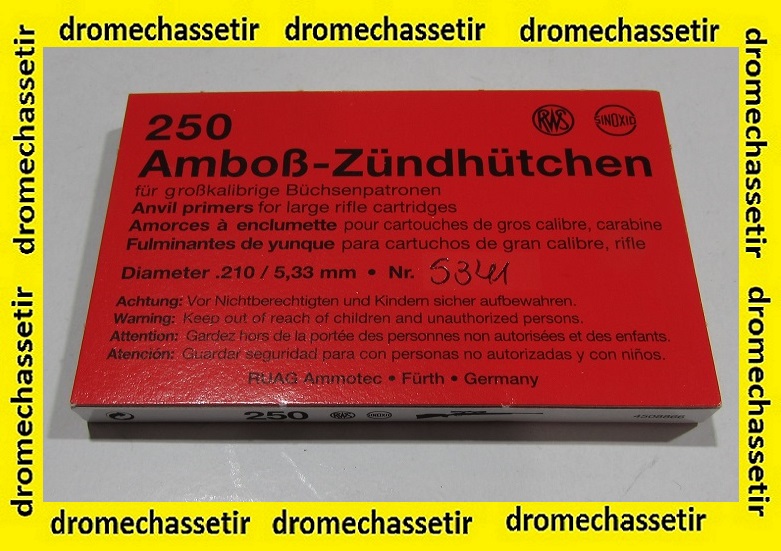 dromechassetir dromechassetir dromechassetir
dromechassetir
dromechassetir
250
RWS SINOXID
Amboß-Zündhütchen
für großkalibrige Büchsenpatronen
Anvil primers for large rifle cartridges
Amorces à enclumette pour cartouches de gros calibre, carabine
Fulminantes de yunque para cartuchos de gran calibre, rifle
Diameter .210 / 5,33 mm • Nr. 5341
Achtung: Vor Nichtberechtigten und Kindern sicher aufbewahren.
Warning: Keep out of reach of children and unauthorized persons.
Attention: Gardez hors de la portée des personnes non autorisées et des enfants.
Atención: Guardar seguridad para con personas no autorizadas y con niños.
RUAG Ammotec • Fürth • Germany
250 RWS SINOXID
dromechassetir
dromechassetir
dromechassetir dromechassetir dromechassetir